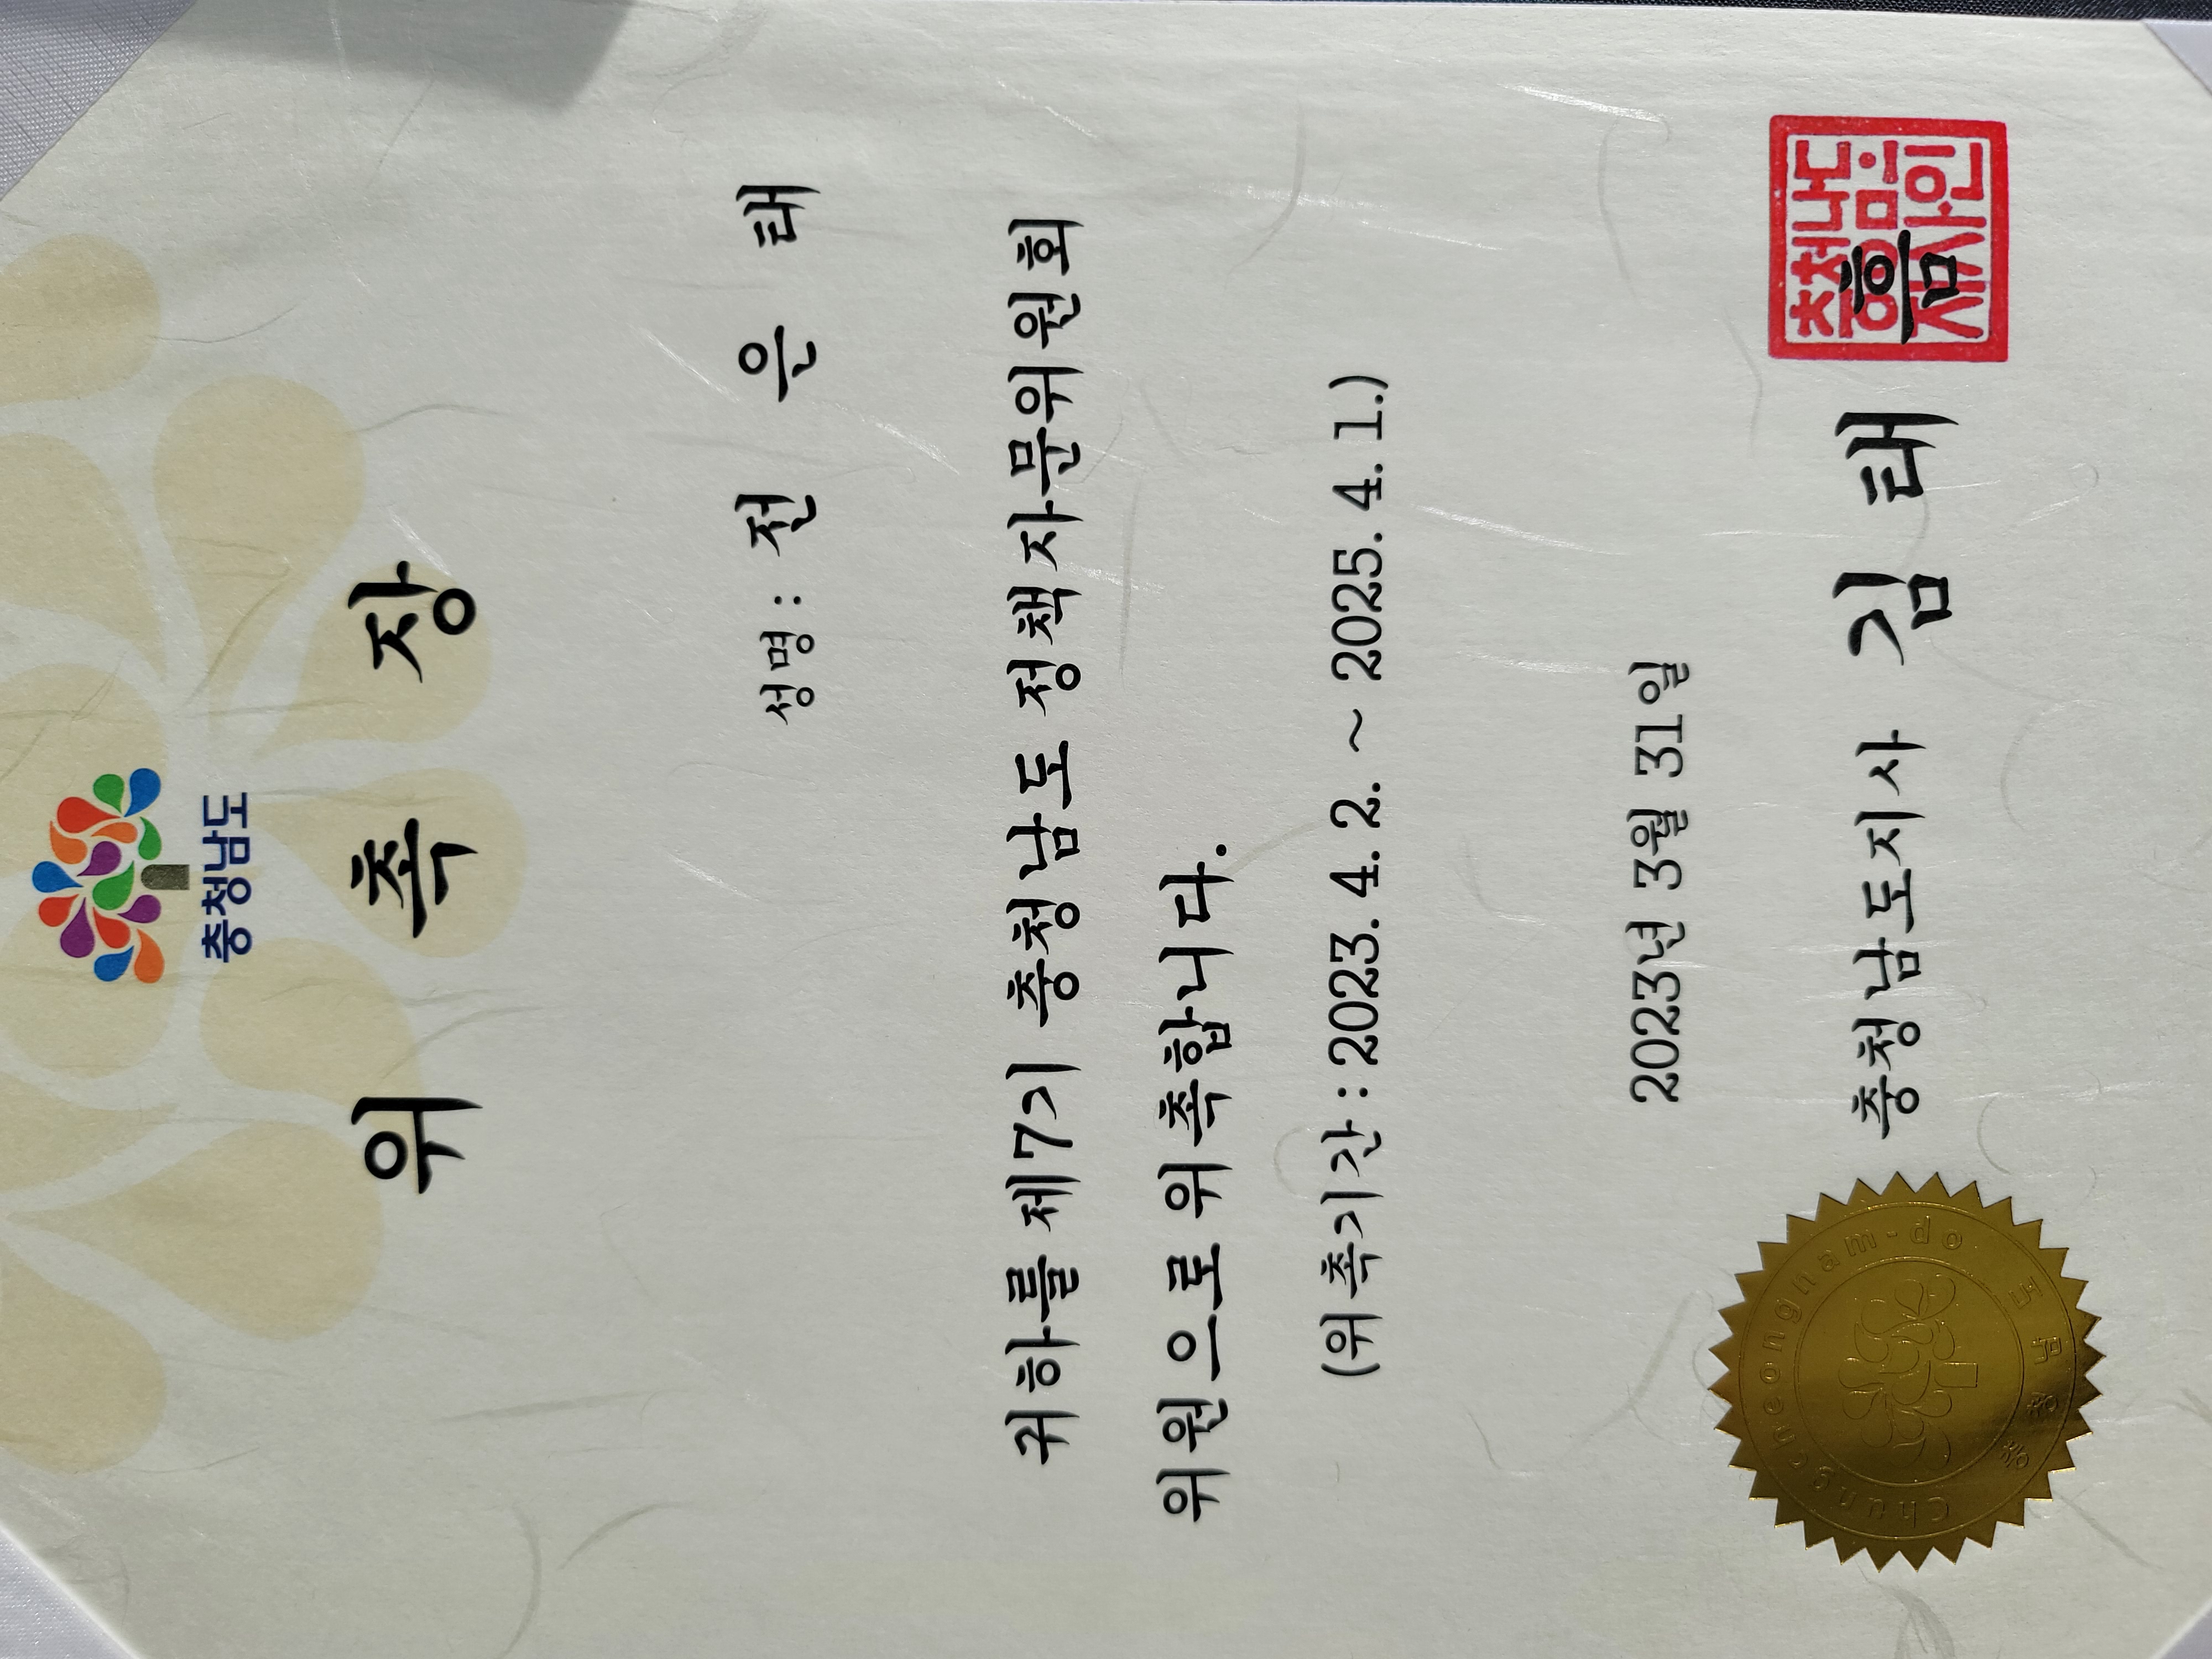 충청남도
위 촉 장
성명 : 전 은 태
귀하를 제7기 충청남도 정책자문위원회
위원으로 위촉합니다.
(위촉기간 : 2023. 4. 2. ~ 2025. 4. 1.)
2023년 3월 31일
충청남도지사 김 태 흠
충청남도
지사인
Chungcheongnam-do
충청남도